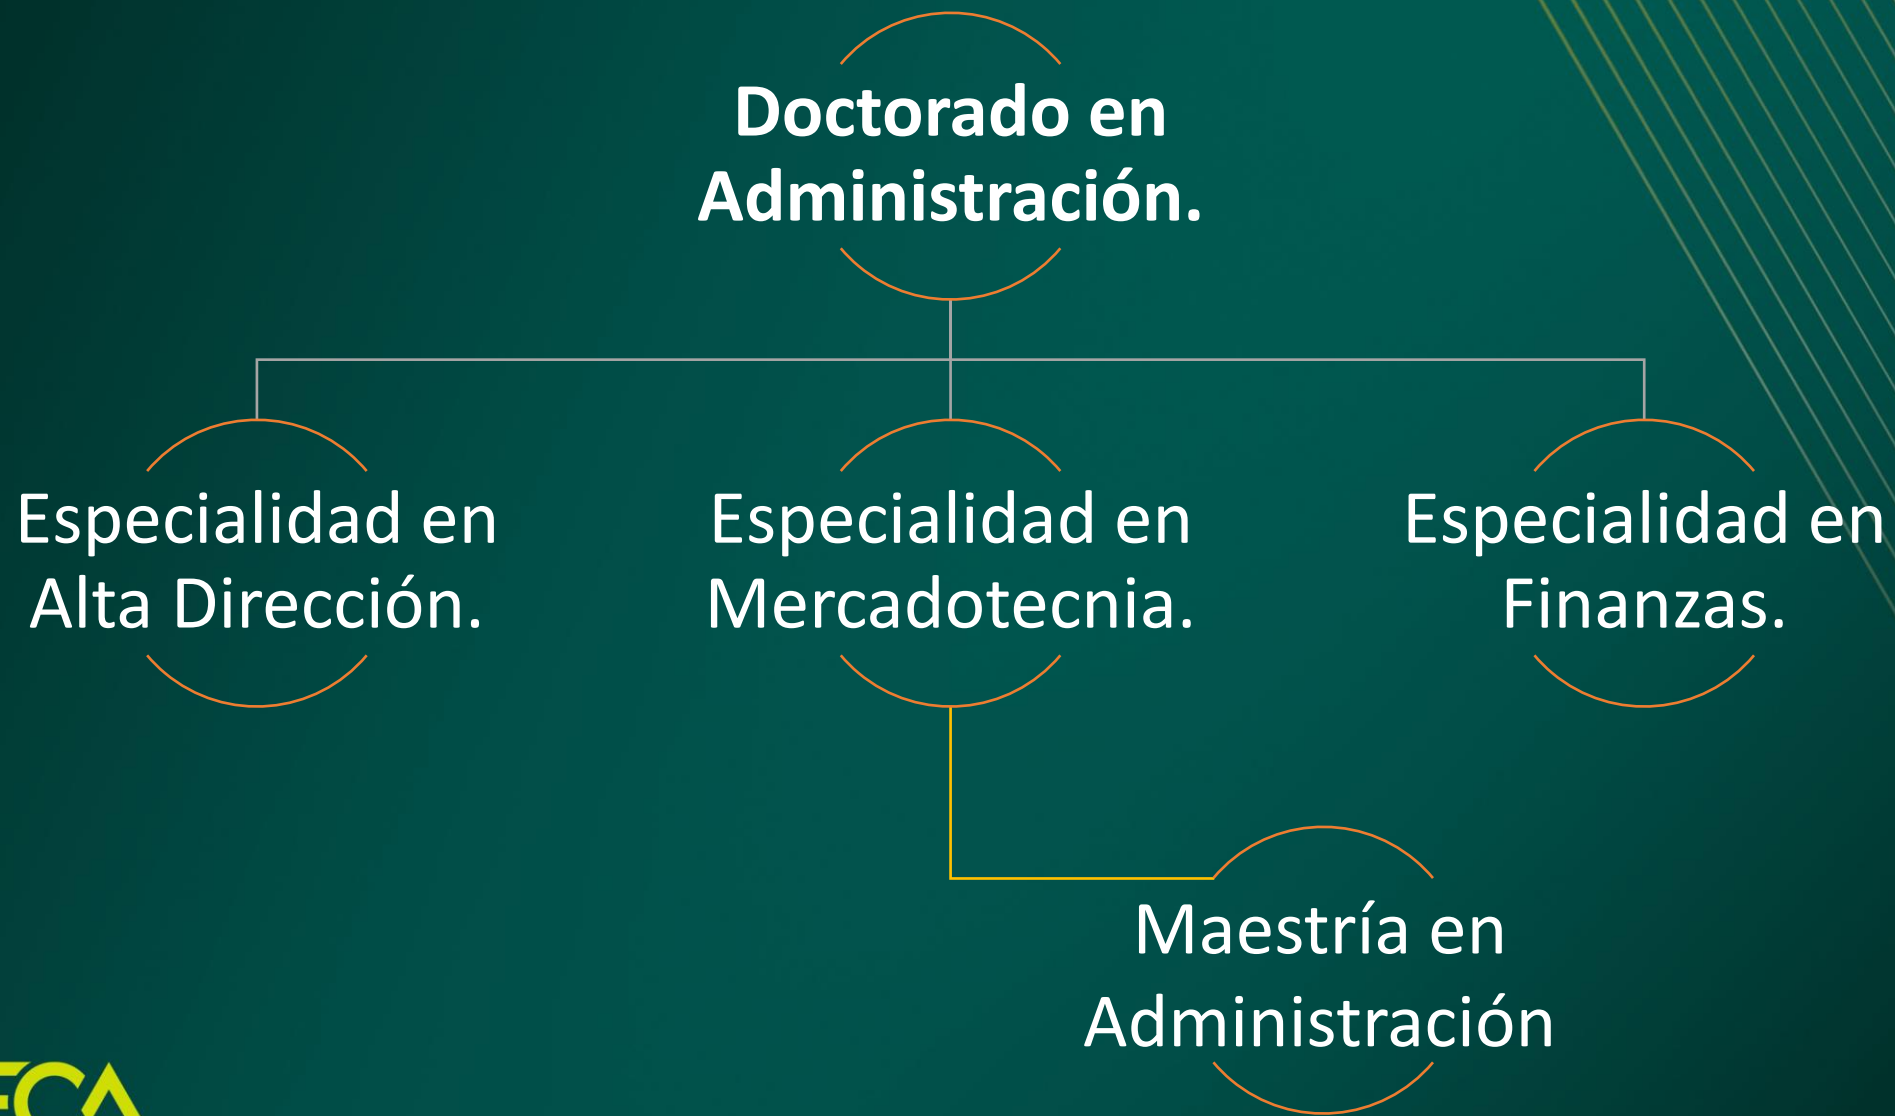 Doctorado en
Administración.
Especialidad en
Alta Dirección.
Especialidad en
Mercadotecnia.
Especialidad en
Finanzas.
Maestría en
Administración